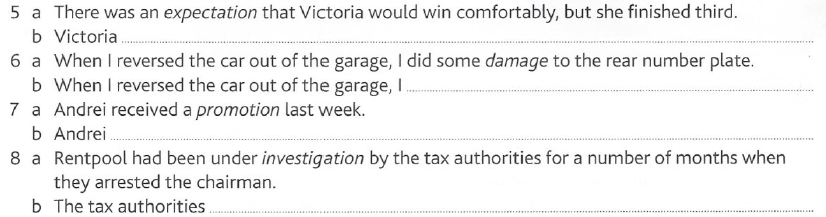 5 a There was an expectation that Victoria would win comfortably, but she finished third.
b Victoria
6 a When I reversed the car out of the garage, I did some damage to the rear number plate.
b When I reversed the car out of the garage, I
7 a Andrei received a promotion last week.
b Andrei
8 a Rentpool had been under investigation by the tax authorities for a number of months when
they arrested the chairman.
b The tax authorities